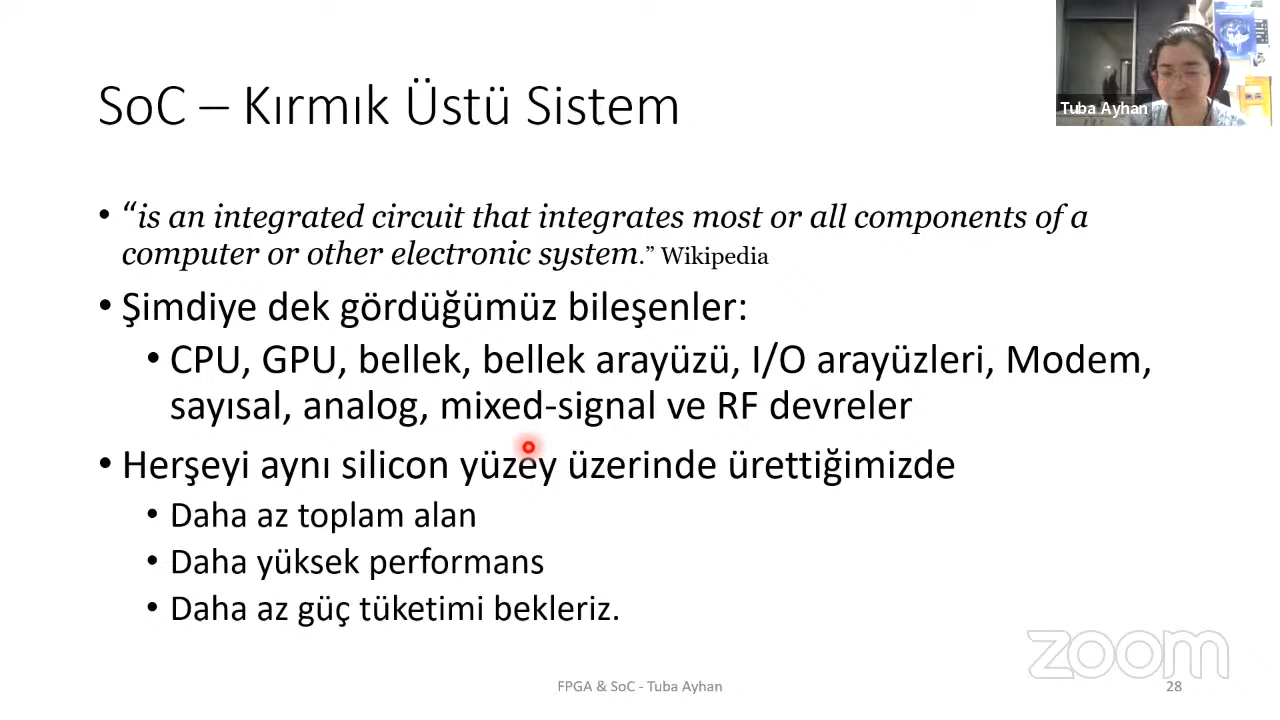 SoC – Kırmık Üstü Sistem
Tuba Ayhan
• “is an integrated circuit that integrates most or all components of a
computer or other electronic system.” Wikipedia
• Şimdiye dek gördüğümüz bileşenler:
• CPU, GPU, bellek, bellek arayüzü, I/O arayüzleri, Modem,
sayısal, analog, mixed-signal ve RF devreler
• Herşeyi aynı silicon yüzey üzerinde ürettiğimizde
• Daha az toplam alan
• Daha yüksek performans
• Daha az güç tüketimi bekleriz.
zoom
FPGA & SoC - Tuba Ayhan
28